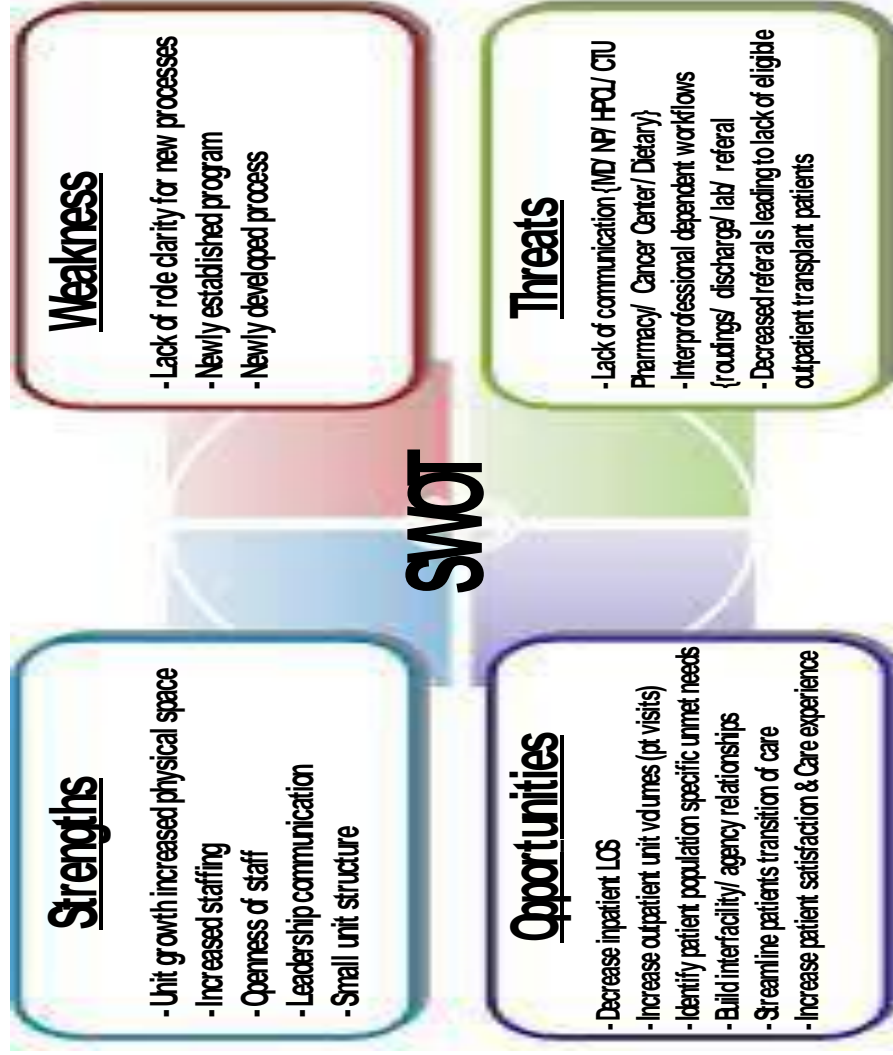 Strengths
- Unit growth increased physical space
- Increased staffing
- Openness of staff
- Leadership communication
- Small unit structure
Weakness
- Lack of role clarity for new processes
- Newly established program
- Newly developed process
SWOT
Opportunities
- Decrease inpatient LOS
- Increase outpatient unit volumes (pt visits)
- Identify patient population specific unmet needs
- Build interfacility/ agency relationships
- Streamline patients transition of care
- Increase patient satisfaction & Care experience
Threats
- Lack of communication {MD/ NP/ HPCL/ CTU
Pharmacy/ Cancer Center/ Dietary}
- Interprofessional dependent workflows
{roudings/ discharge/ lab/ referral
- Decreased referrals leading to lack of eligible
outpatient transplant patients